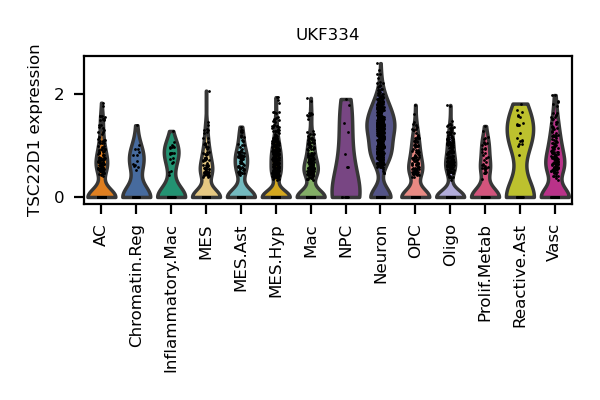 UKF334
TSC22D1 expression
2
0
AC
Chromatin.Reg
Inflammatory.Mac
MES
MES.Ast
MES.Hyp
Mac
NPC
Neuron
OPC
Oligo
Prolif.Metab
Reactive.Ast
Vasc